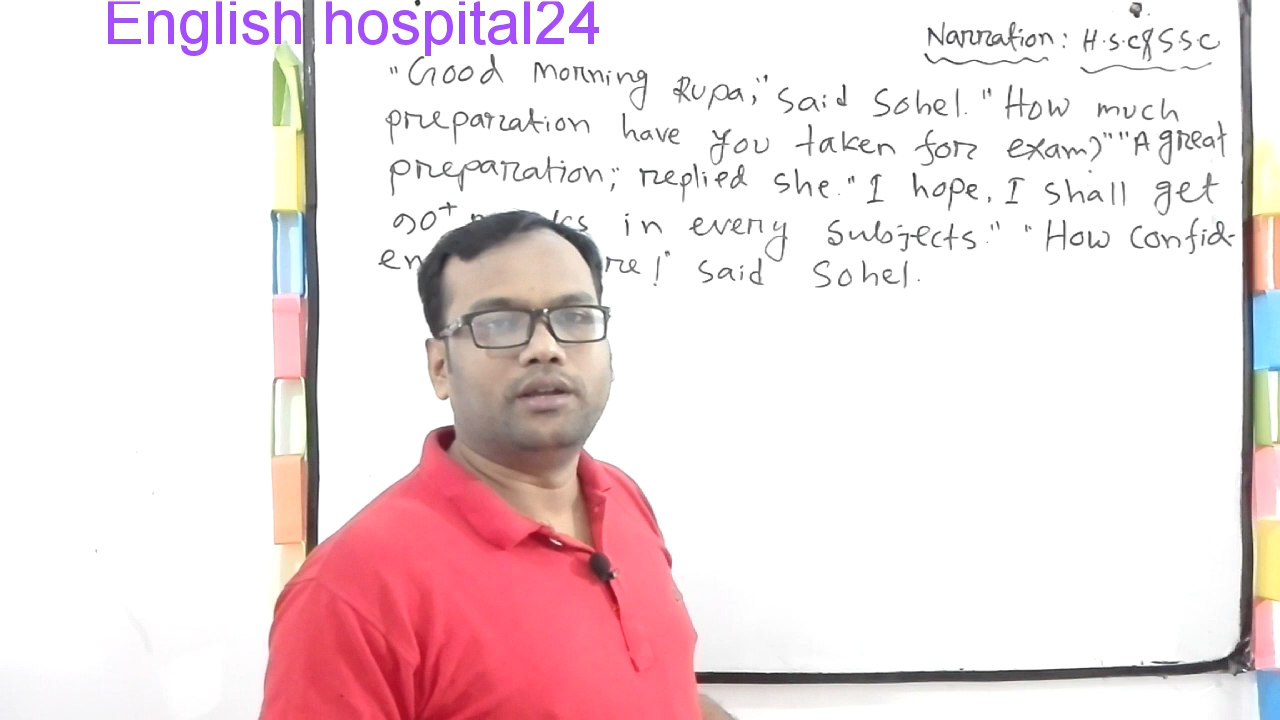 English hospital24
Narration: H.S.C & S.S.C
"Good morning Rupa," said Sohel. "How much
preparation have you taken for exam?" "A great
preparation," replied she. "I hope, I shall get
90+ in every subjects." "How confid-
said Sohel.